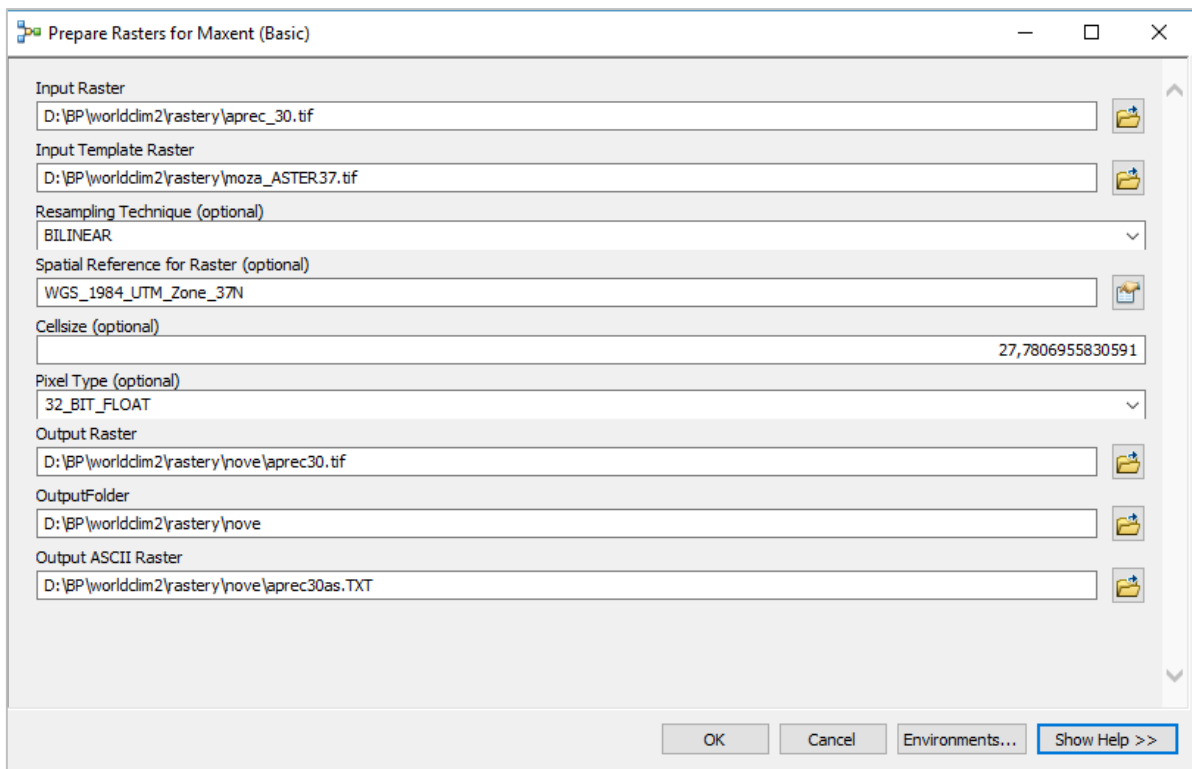 Prepare Rasters for Maxent (Basic)
Input Raster
D:\BP\worldclim2\rastery\aprec_30.tif
Input Template Raster
D:\BP\worldclim2\rastery\moza_ASTER37.tif
Resampling Technique (optional)
BILINEAR
Spatial Reference for Raster (optional)
WGS_1984_UTM_Zone_37N
Cellsize (optional)
27,7806955830591
Pixel Type (optional)
32_BIT_FLOAT
Output Raster
D:\BP\worldclim2\rastery\nove\aprec30.tif
OutputFolder
D:\BP\worldclim2\rastery\nove
Output ASCII Raster
D:\BP\worldclim2\rastery\nove\aprec30as.TXT
OK Cancel Environments... Show Help >>